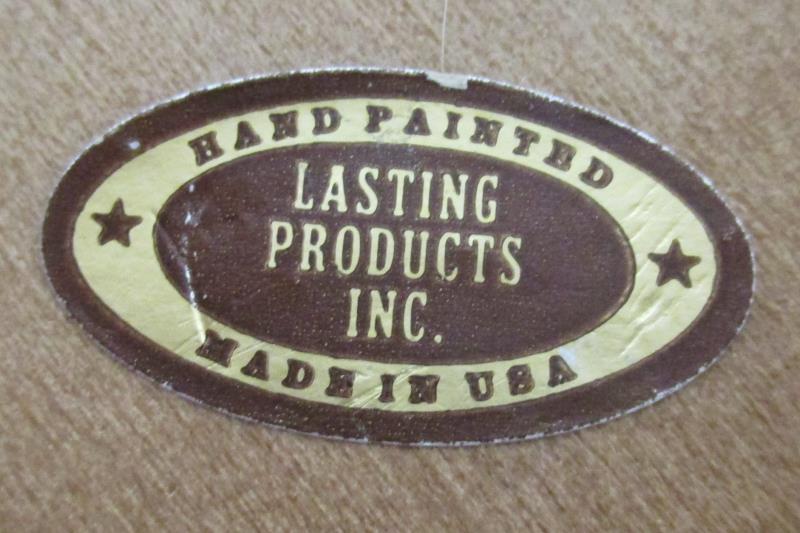 HAND PAINTED
LASTING
PRODUCTS
INC.
MADE IN USA